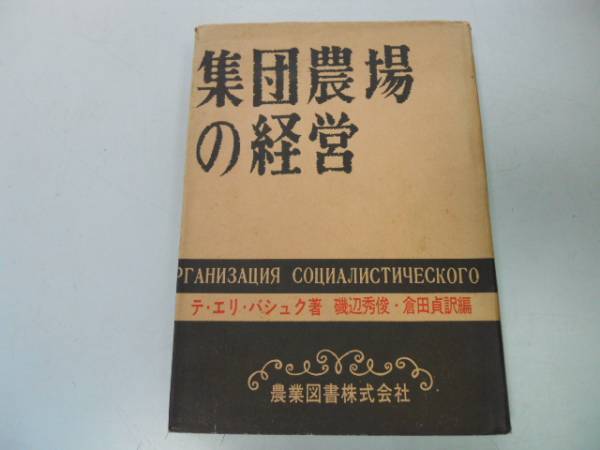 集団農場
の経営
РГАНИЗАЦИЯ СОЦИАЛИСТИЧЕСКОГО
テ・エリ・バシュク著 磯辺秀俊・倉田貞訳編
農業図書株式会社